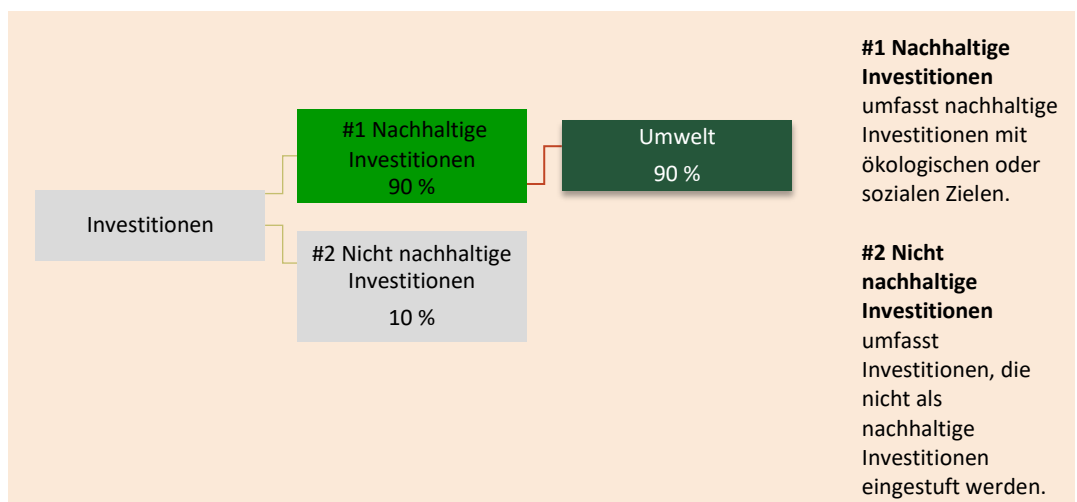 Investitionen
#1 Nachhaltige
Investitionen
90 %
Umwelt
90 %
#2 Nicht nachhaltige
Investitionen
10 %
#1 Nachhaltige
Investitionen
umfasst nachhaltige
Investitionen mit
ökologischen oder
sozialen Zielen.
#2 Nicht
nachhaltige
Investitionen
umfasst
Investitionen, die
nicht als
nachhaltige
Investitionen
eingestuft werden.